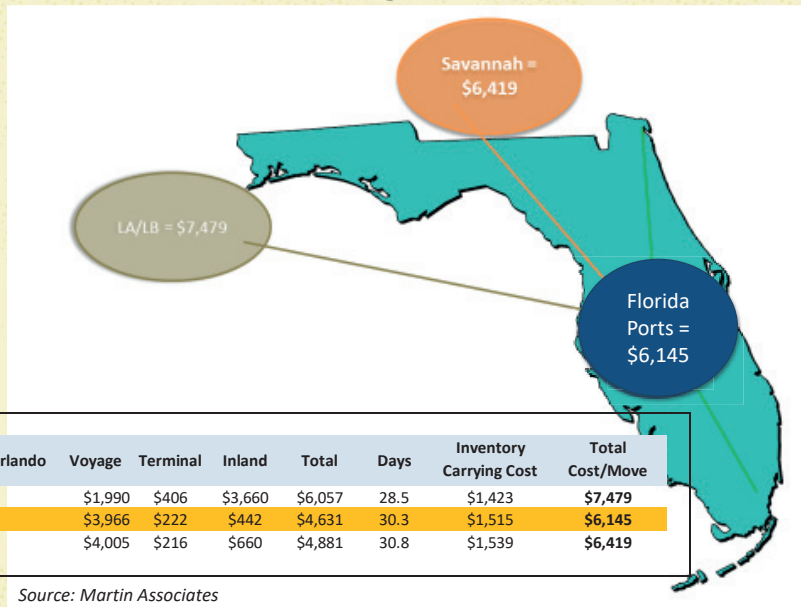 Savannah =
$6,419
LA/LB = $7,479
Florida
Ports =
$6,145
rlando Voyage Terminal Inland Total Days Inventory Carrying Cost Total Cost/Move
$1,990 $406 $3,660 $6,057 28.5 $1,423 $7,479
$3,966 $222 $442 $4,631 30.3 $1,515 $6,145
$4,005 $216 $660 $4,881 30.8 $1,539 $6,419
Source: Martin Associates